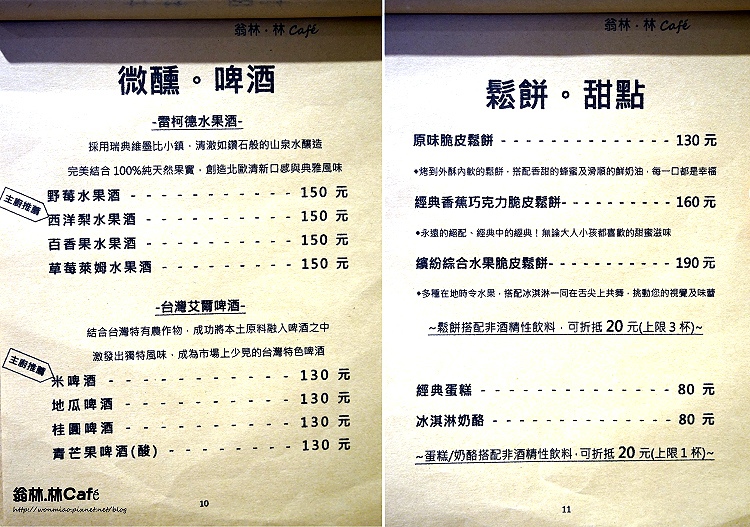 翁林.林 Café
微醺。啤酒
-雷柯德水果酒-
採用瑞典維墨比小鎮，清澈如鑽石般的山泉水釀造
完美結合100%純天然果實，創造北歐清新口感與典雅風味
主廚推薦
野莓水果酒 - - - - - - - - - - - 150 元
西洋梨水果酒 - - - - - - - - - - 150 元
百香果水果酒 - - - - - - - - - - 150 元
草莓萊姆水果酒 - - - - - - - - - 150 元
-台灣艾爾啤酒-
結合台灣特有農作物，成功將本土原料融入啤酒之中
激發出獨特風味，成為市場上少見的台灣特色啤酒
主廚推薦
米啤酒 - - - - - - - - - - - - 130 元
地瓜啤酒 - - - - - - - - - - - 130 元
桂圓啤酒 - - - - - - - - - - - 130 元
青芒果啤酒(酸) - - - - - - - - 130 元
翁林.林Café
http://wonmiao.pixnet.net/blog
10
翁林.林 Café
鬆餅。甜點
原味脆皮鬆餅 - - - - - - - - - - - - - - 130 元
•烤到外酥內軟的鬆餅，搭配香甜的蜂蜜及滑順的鮮奶油，每一口都是幸福
經典香蕉巧克力脆皮鬆餅- - - - - - - - - - 160 元
•永遠的絕配、經典中的經典！無論大人小孩都喜歡的甜蜜滋味
繽紛綜合水果脆皮鬆餅- - - - - - - - - - - 190 元
•多種在地時令水果，搭配冰淇淋一同在舌尖上共舞，挑動您的視覺及味蕾
~鬆餅搭配非酒精性飲料，可折抵 20 元(上限 3 杯)~
經典蛋糕 - - - - - - - - - - - - - - - 80 元
冰淇淋奶酪 - - - - - - - - - - - - - - 80 元
~蛋糕/奶酪搭配非酒精性飲料，可折抵 20 元(上限 1 杯)~
11